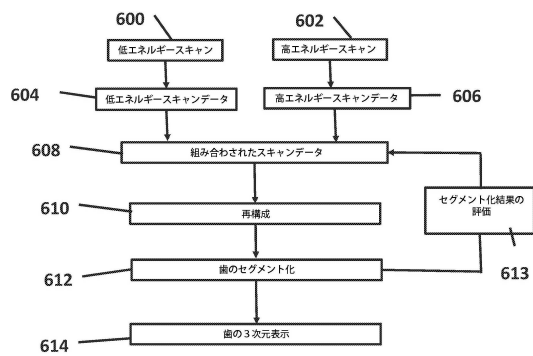 600
602
低エネルギースキャン
高エネルギースキャン
604
低エネルギースキャンデータ
高エネルギースキャンデータ
606
608
組み合わされたスキャンデータ
610
再構成
セグメント化結果の
評価
612
歯のセグメント化
613
614
歯の3次元表示